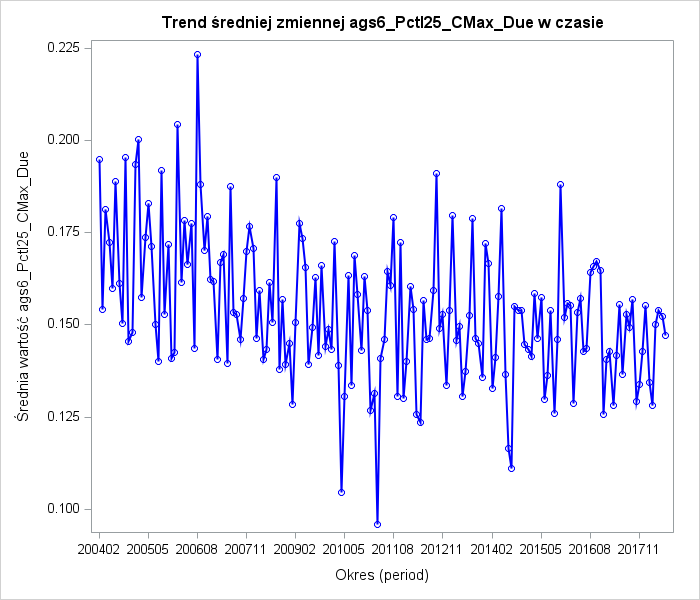 Trend średniej zmiennej ags6_Pctl25_CMax_Due w czasie
Średnia wartość ags6_Pctl25_CMax_Due
0.225
0.200
0.175
0.150
0.125
0.100
200402 200505 200608 200711 200902 201005 201108 201211 201402 201505 201608 201711
Okres (period)